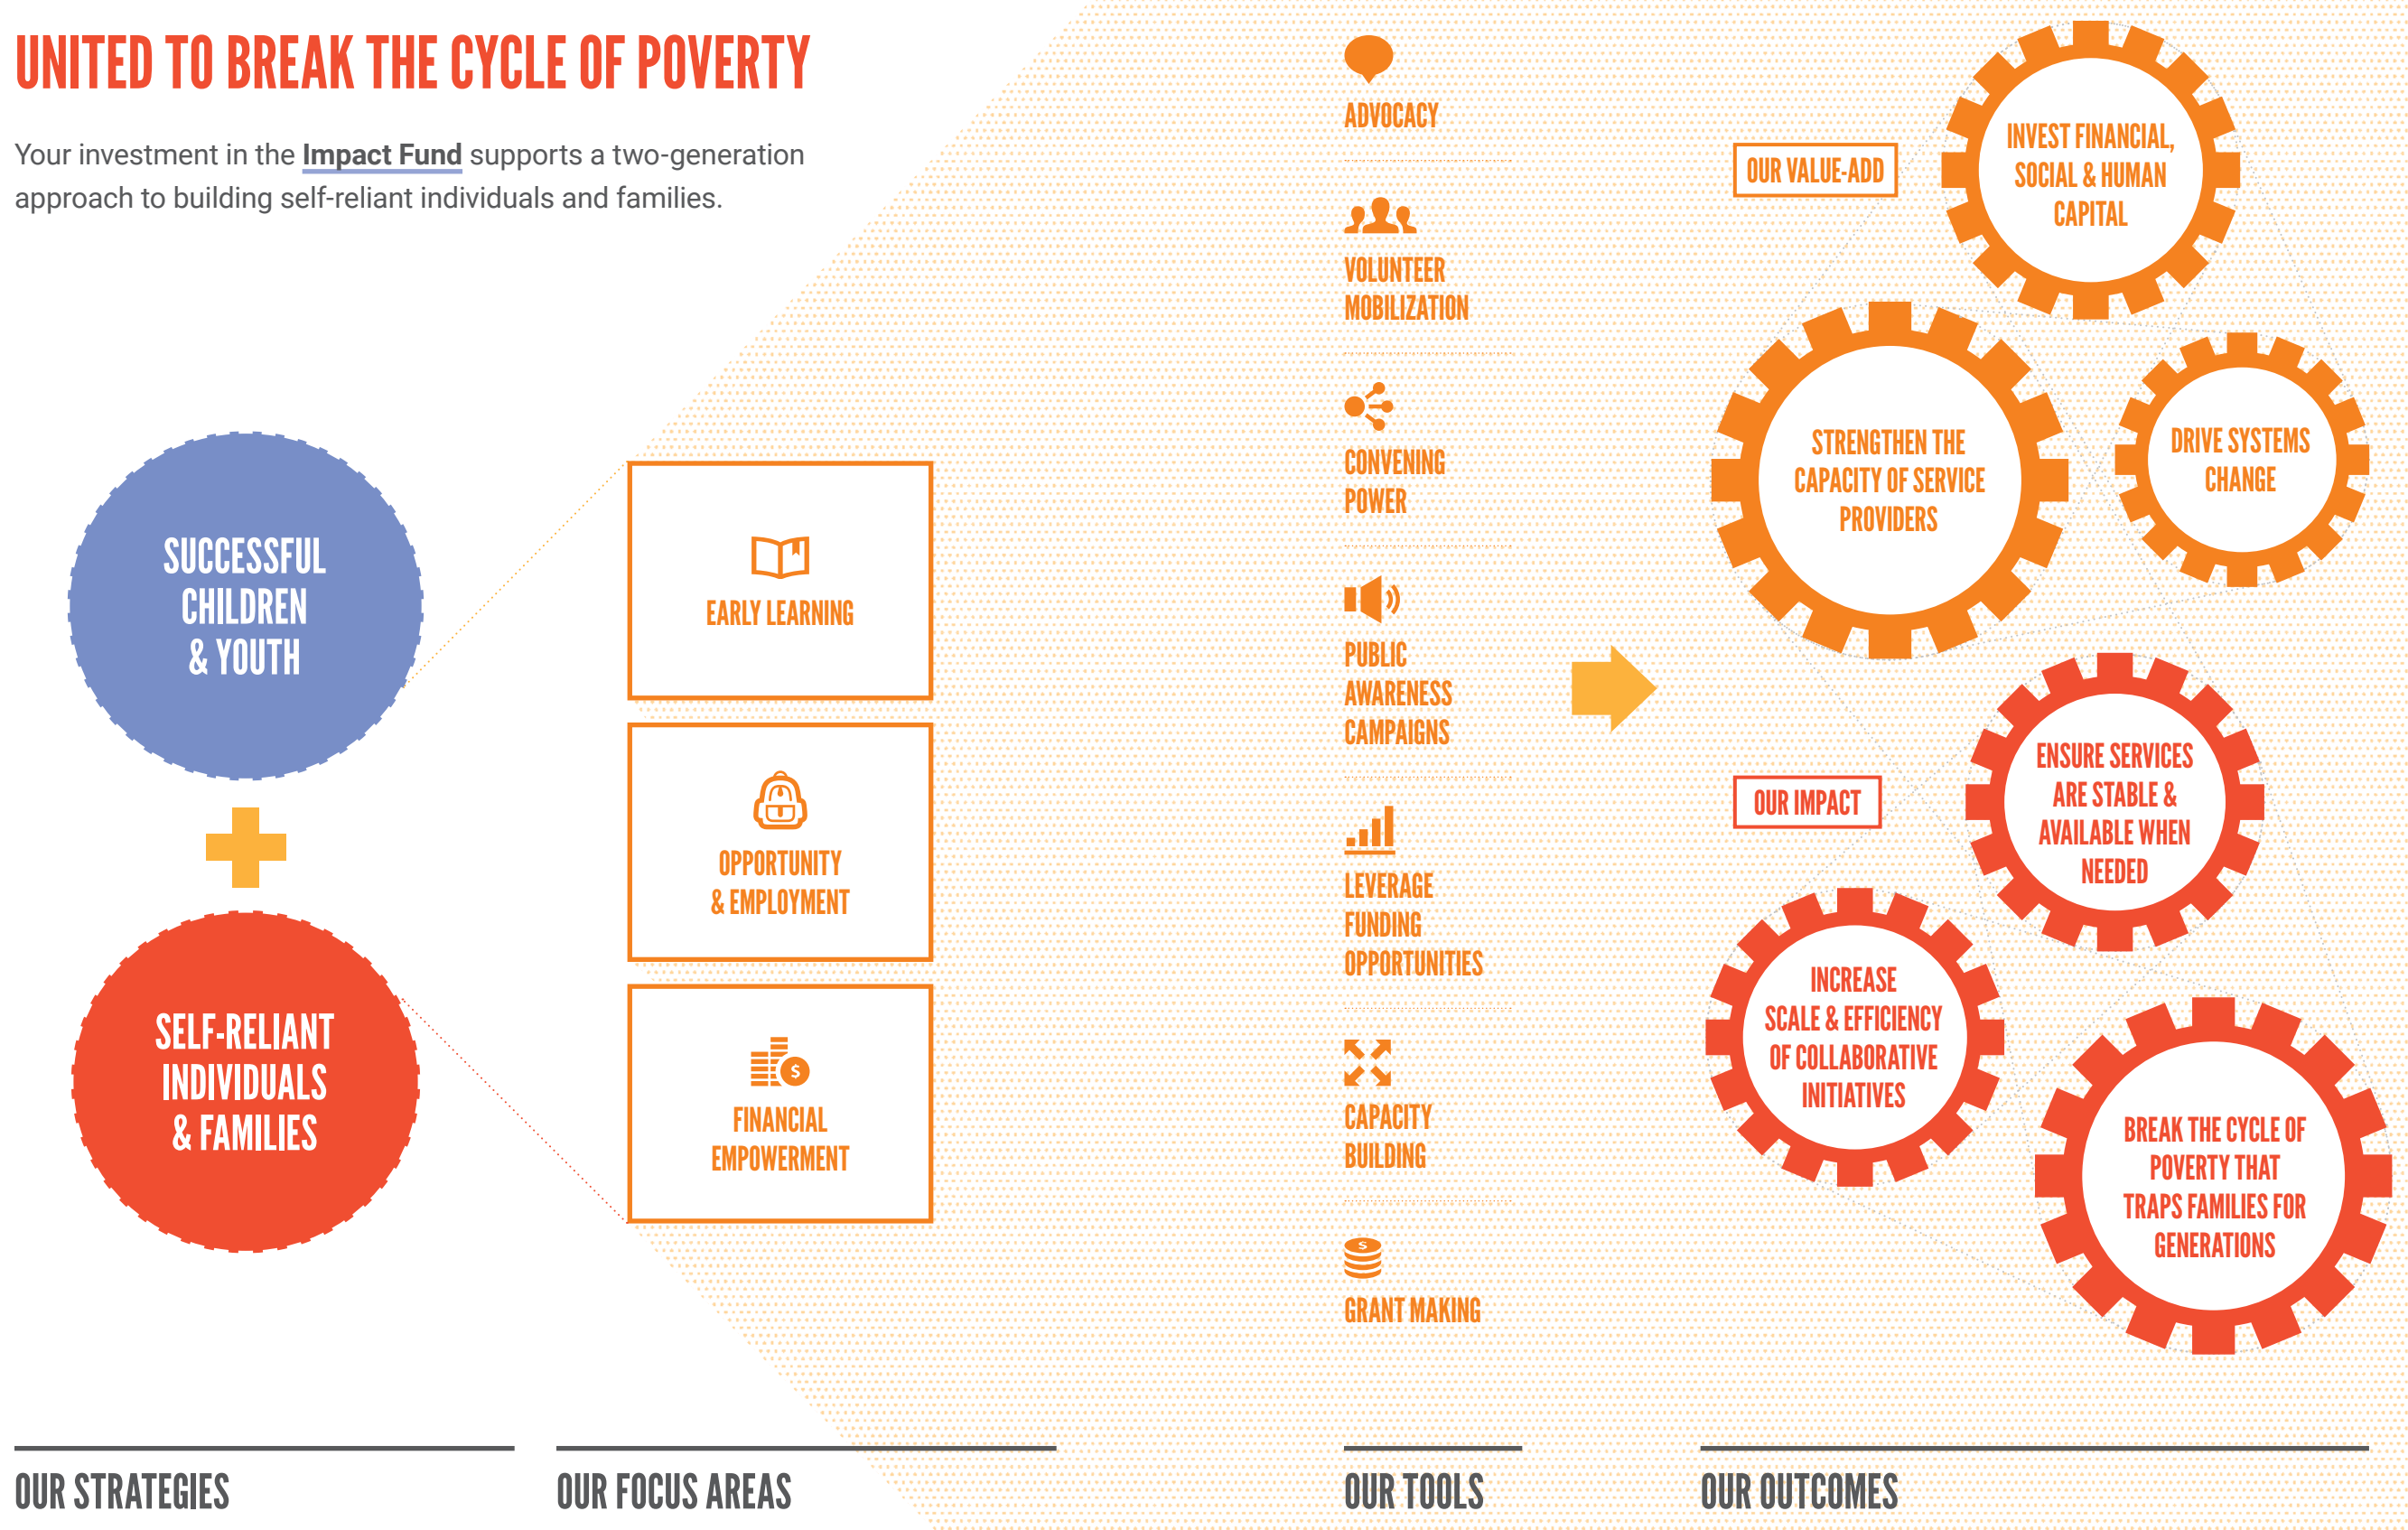 UNITED TO BREAK THE CYCLE OF POVERTY
Your investment in the Impact Fund supports a two-generation
approach to building self-reliant individuals and families.
SUCCESSFUL
CHILDREN
& YOUTH
SELF-RELIANT
INDIVIDUALS
& FAMILIES
OUR STRATEGIES
EARLY LEARNING
OPPORTUNITY
& EMPLOYMENT
$
FINANCIAL
EMPOWERMENT
OUR FOCUS AREAS
ADVOCACY
VOLUNTEER
MOBILIZATION
CONVENING
POWER
PUBLIC
AWARENESS
CAMPAIGNS
LEVERAGE
FUNDING
OPPORTUNITIES
CAPACITY
BUILDING
$
GRANT MAKING
OUR TOOLS
OUR VALUE-ADD
INVEST FINANCIAL,
SOCIAL & HUMAN
CAPITAL
STRENGTHEN THE
CAPACITY OF SERVICE
PROVIDERS
DRIVE SYSTEMS
CHANGE
OUR IMPACT
ENSURE SERVICES
ARE STABLE &
AVAILABLE WHEN
NEEDED
INCREASE
SCALE & EFFICIENCY
OF COLLABORATIVE
INITIATIVES
BREAK THE CYCLE OF
POVERTY THAT
TRAPS FAMILIES FOR
GENERATIONS
OUR OUTCOMES